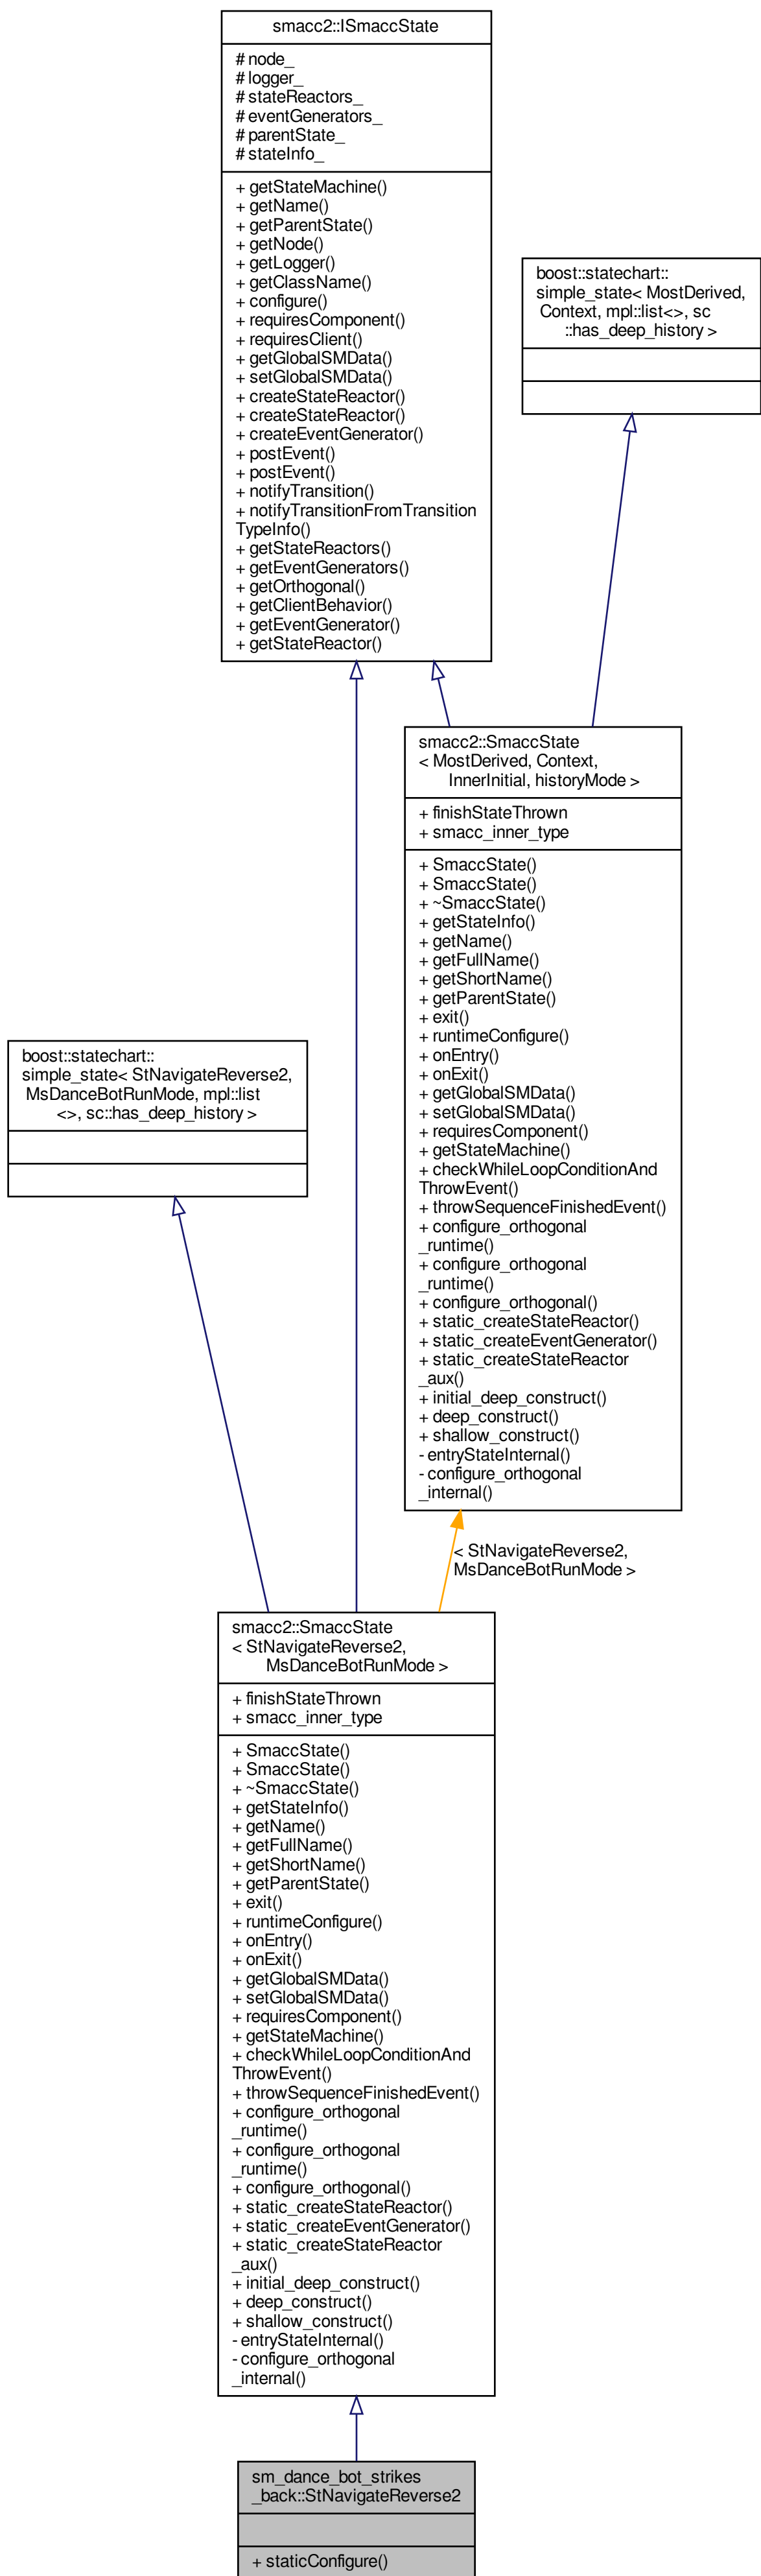 smacc2::ISmaccState
# node_
# logger_
# stateReactors_
# eventGenerators_
# parentState_
# stateInfo_
+ getStateMachine()
+ getName()
+ getParentState()
+ getNode()
+ getLogger()
+ getClassName()
+ configure()
+ requiresComponent()
+ requiresClient()
+ getGlobalSMData()
+ setGlobalSMData()
+ createStateReactor()
+ createStateReactor()
+ createEventGenerator()
+ postEvent()
+ postEvent()
+ notifyTransition()
+ notifyTransitionFromTransition
TypeInfo()
+ getStateReactors()
+ getEventGenerators()
+ getOrthogonal()
+ getClientBehavior()
+ getEventGenerator()
+ getStateReactor()
boost::statechart::
simple_state< MostDerived,
Context, mpl::list<>, sc
::has_deep_history >
smacc2::SmaccState
< MostDerived, Context,
InnerInitial, historyMode >
+ finishStateThrown
+ smacc_inner_type
+ SmaccState()
+ SmaccState()
+ ~SmaccState()
+ getStateInfo()
+ getName()
+ getFullName()
+ getShortName()
+ getParentState()
+ exit()
+ runtimeConfigure()
+ onEntry()
+ onExit()
+ getGlobalSMData()
+ setGlobalSMData()
+ requiresComponent()
+ getStateMachine()
+ checkWhileLoopConditionAnd
ThrowEvent()
+ throwSequenceFinishedEvent()
+ configure_orthogonal
_runtime()
+ configure_orthogonal
_runtime()
+ configure_orthogonal()
+ static_createStateReactor()
+ static_createEventGenerator()
+ static_createStateReactor
_aux()
+ initial_deep_construct()
+ deep_construct()
+ shallow_construct()
- entryStateInternal()
- configure_orthogonal
_internal()
boost::statechart::
simple_state< StNavigateReverse2,
MsDanceBotRunMode, mpl::list
<>, sc::has_deep_history >
< StNavigateReverse2,
MsDanceBotRunMode >
smacc2::SmaccState
< StNavigateReverse2,
MsDanceBotRunMode >
+ finishStateThrown
+ smacc_inner_type
+ SmaccState()
+ SmaccState()
+ ~SmaccState()
+ getStateInfo()
+ getName()
+ getFullName()
+ getShortName()
+ getParentState()
+ exit()
+ runtimeConfigure()
+ onEntry()
+ onExit()
+ getGlobalSMData()
+ setGlobalSMData()
+ requiresComponent()
+ getStateMachine()
+ checkWhileLoopConditionAnd
ThrowEvent()
+ throwSequenceFinishedEvent()
+ configure_orthogonal
_runtime()
+ configure_orthogonal
_runtime()
+ configure_orthogonal()
+ static_createStateReactor()
+ static_createEventGenerator()
+ static_createStateReactor
_aux()
+ initial_deep_construct()
+ deep_construct()
+ shallow_construct()
- entryStateInternal()
- configure_orthogonal
_internal()
sm_dance_bot_strikes
_back::StNavigateReverse2
+ staticConfigure()